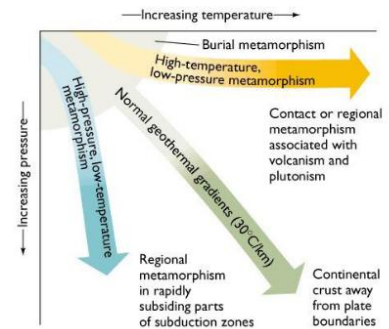 Increasing temperature
Burial metamorphism
High-temperature,
low-pressure metamorphism
High-pressure, low-temperature
metamorphism
Normal geothermal gradients (30°C/km)
Increasing pressure
Contact or regional
metamorphism
associated with
volcanism and
plutonism
Regional
metamorphism
in rapidly
subsiding parts
of subduction zones
Continental
crust away
from plate
boundaries